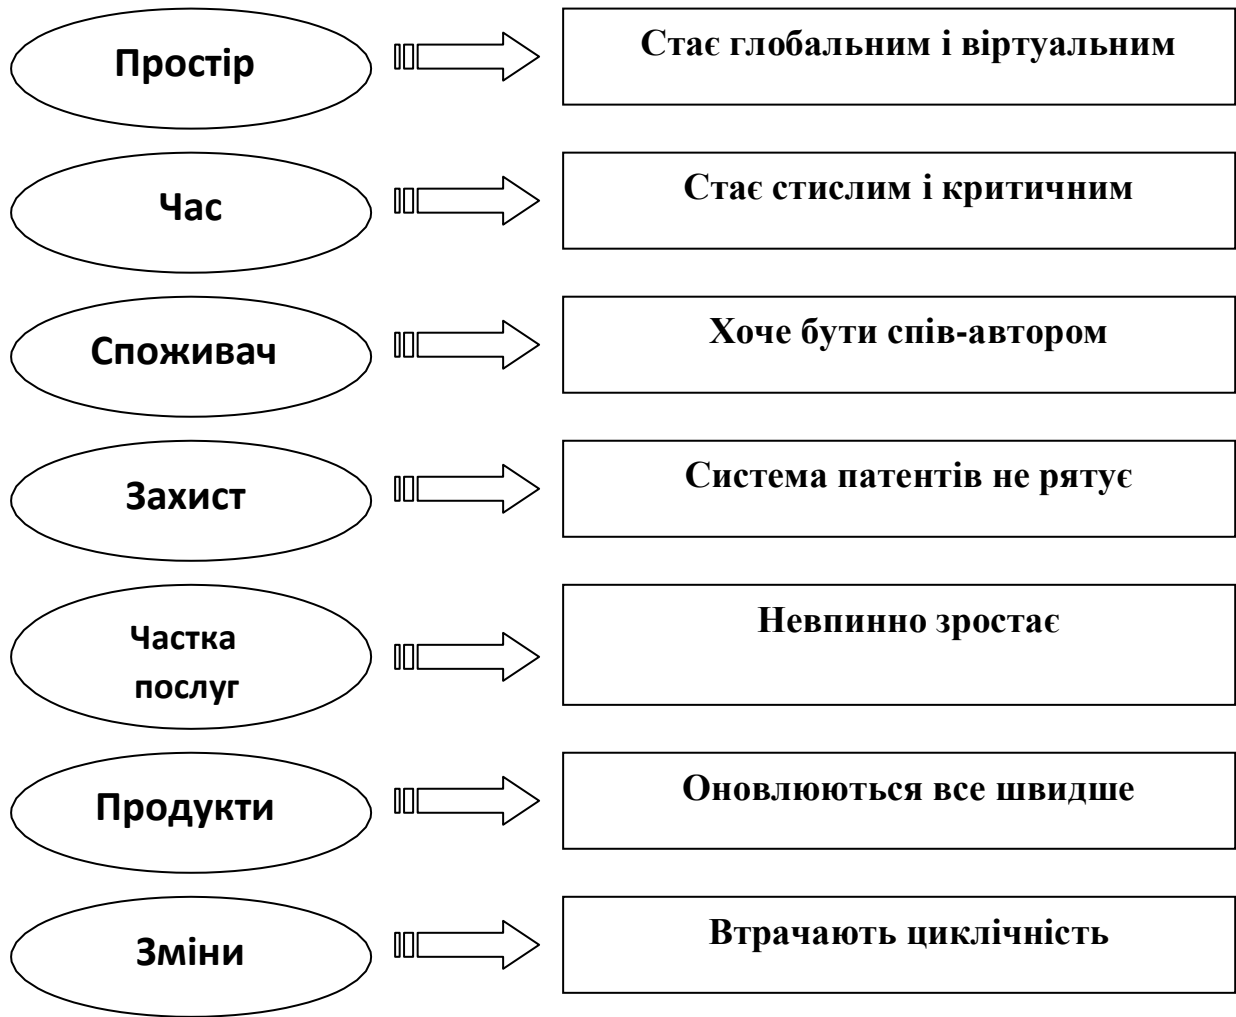 Простір
Стає глобальним і віртуальним
Час
Стає стислим і критичним
Споживач
Хоче бути спів-автором
Захист
Система патентів не рятує
Частка
послуг
Невпинно зростає
Продукти
Оновлюються все швидше
Зміни
Втрачають циклічність